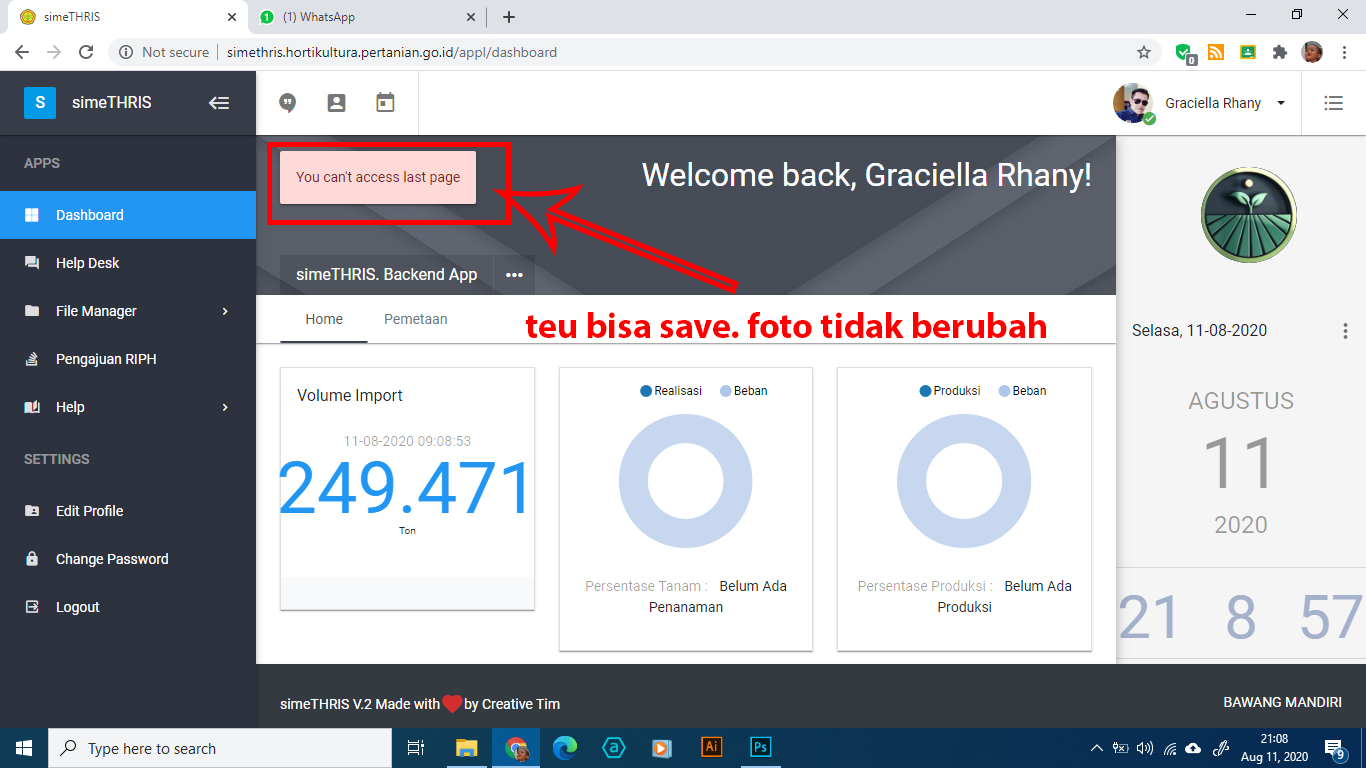 simeTHRIS
1
(1) WhatsApp
Not secure
simethris.hortikultura.pertanian.go.id/appl/dashboard
0
S
simeTHRIS
Graciella Rhany
APPS
Dashboard
Help Desk
File Manager
Pengajuan RIPH
Help
SETTINGS
Edit Profile
Change Password
Logout
You can't access last page
Welcome back, Graciella Rhany!
simeTHRIS. Backend App
teu bisa save. foto tidak berubah
Home
Pemetaan
Volume Import
11-08-2020 09:08:53
249.471
Ton
Realisasi
Beban
Persentase Tanam : Belum Ada
Penanaman
Produksi
Beban
Persentase Produksi : Belum Ada
Produksi
Selasa, 11-08-2020
AGUSTUS
11
2020
21 8 57
simeTHRIS V.2 Made with by Creative Tim
BAWANG MANDIRI
Type here to search
a
Ai
Ps
21:08
Aug 11, 2020
9